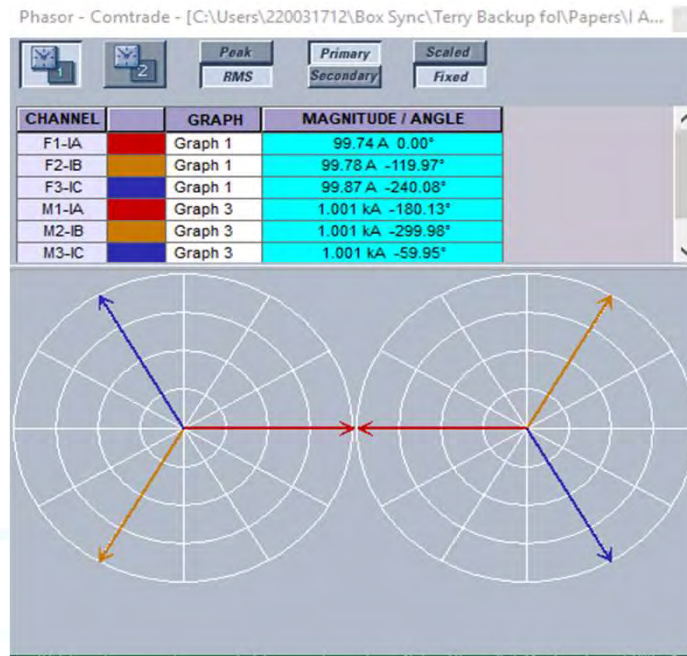 Phasor - Comtrade - [C:\Users\220031712\Box Sync\Terry Backup fol\Papers\I A...
1 2 Peak Primary Scaled
RMS Secondary Fixed
CHANNEL GRAPH MAGNITUDE / ANGLE
F1-IA Graph 1 99.74 A 0.00°
F2-IB Graph 1 99.78 A -119.97°
F3-IC Graph 1 99.87 A -240.08°
M1-IA Graph 3 1.001 kA -180.13°
M2-IB Graph 3 1.001 kA -299.98°
M3-IC Graph 3 1.001 kA -59.95°